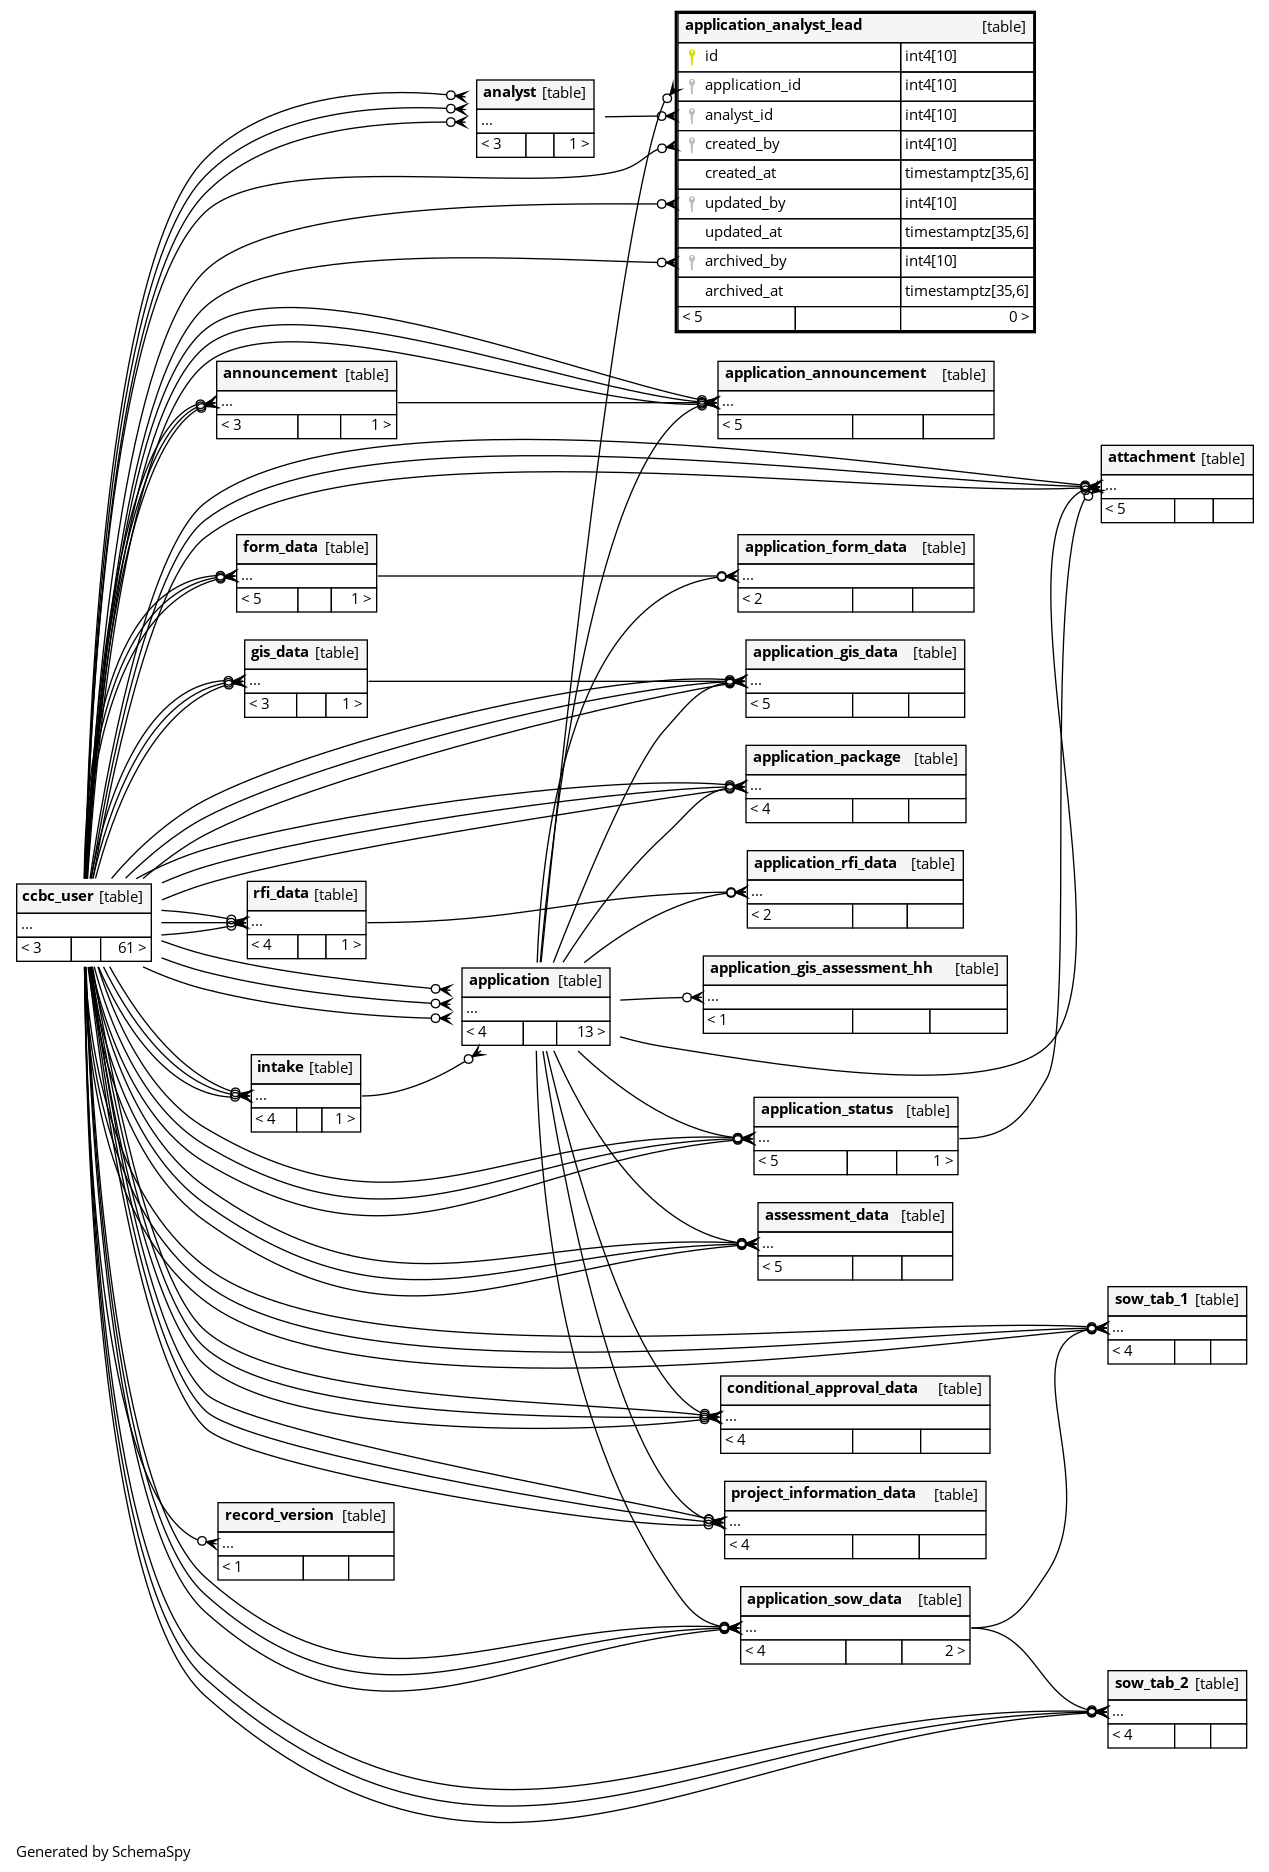 application_analyst_lead [table]
id int4[10]
application_id int4[10]
analyst_id int4[10]
created_by int4[10]
created_at timestamptz[35,6]
updated_by int4[10]
updated_at timestamptz[35,6]
archived_by int4[10]
archived_at timestamptz[35,6]
< 5 0 >
analyst [table]
...
< 3 1 >
announcement [table]
...
< 3 1 >
application_announcement [table]
...
< 5
attachment [table]
...
< 5
form_data [table]
...
< 5 1 >
application_form_data [table]
...
< 2
gis_data [table]
...
< 3 1 >
application_gis_data [table]
...
< 5
application_package [table]
...
< 4
application_rfi_data [table]
...
< 2
ccbc_user [table]
...
< 3 61 >
rfi_data [table]
...
< 4 1 >
application [table]
...
< 4 13 >
application_gis_assessment_hh [table]
...
< 1
intake [table]
...
< 4 1 >
application_status [table]
...
< 5 1 >
assessment_data [table]
...
< 5
sow_tab_1 [table]
...
< 4
conditional_approval_data [table]
...
< 4
project_information_data [table]
...
< 4
record_version [table]
...
< 1
application_sow_data [table]
...
< 4 2 >
sow_tab_2 [table]
...
< 4
Generated by SchemaSpy